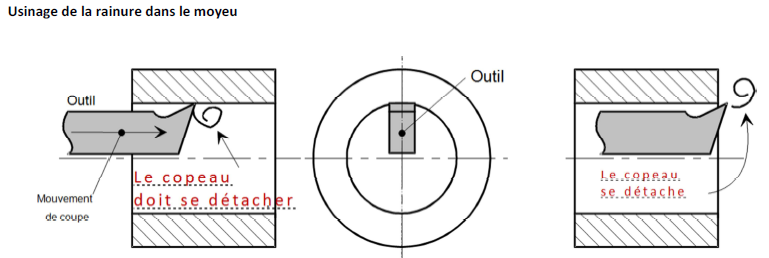 Usinage de la rainure dans le moyeu
Outil
Mouvement
de coupe
Le copeau
doit se détacher
Outil
Le copeau
se détache